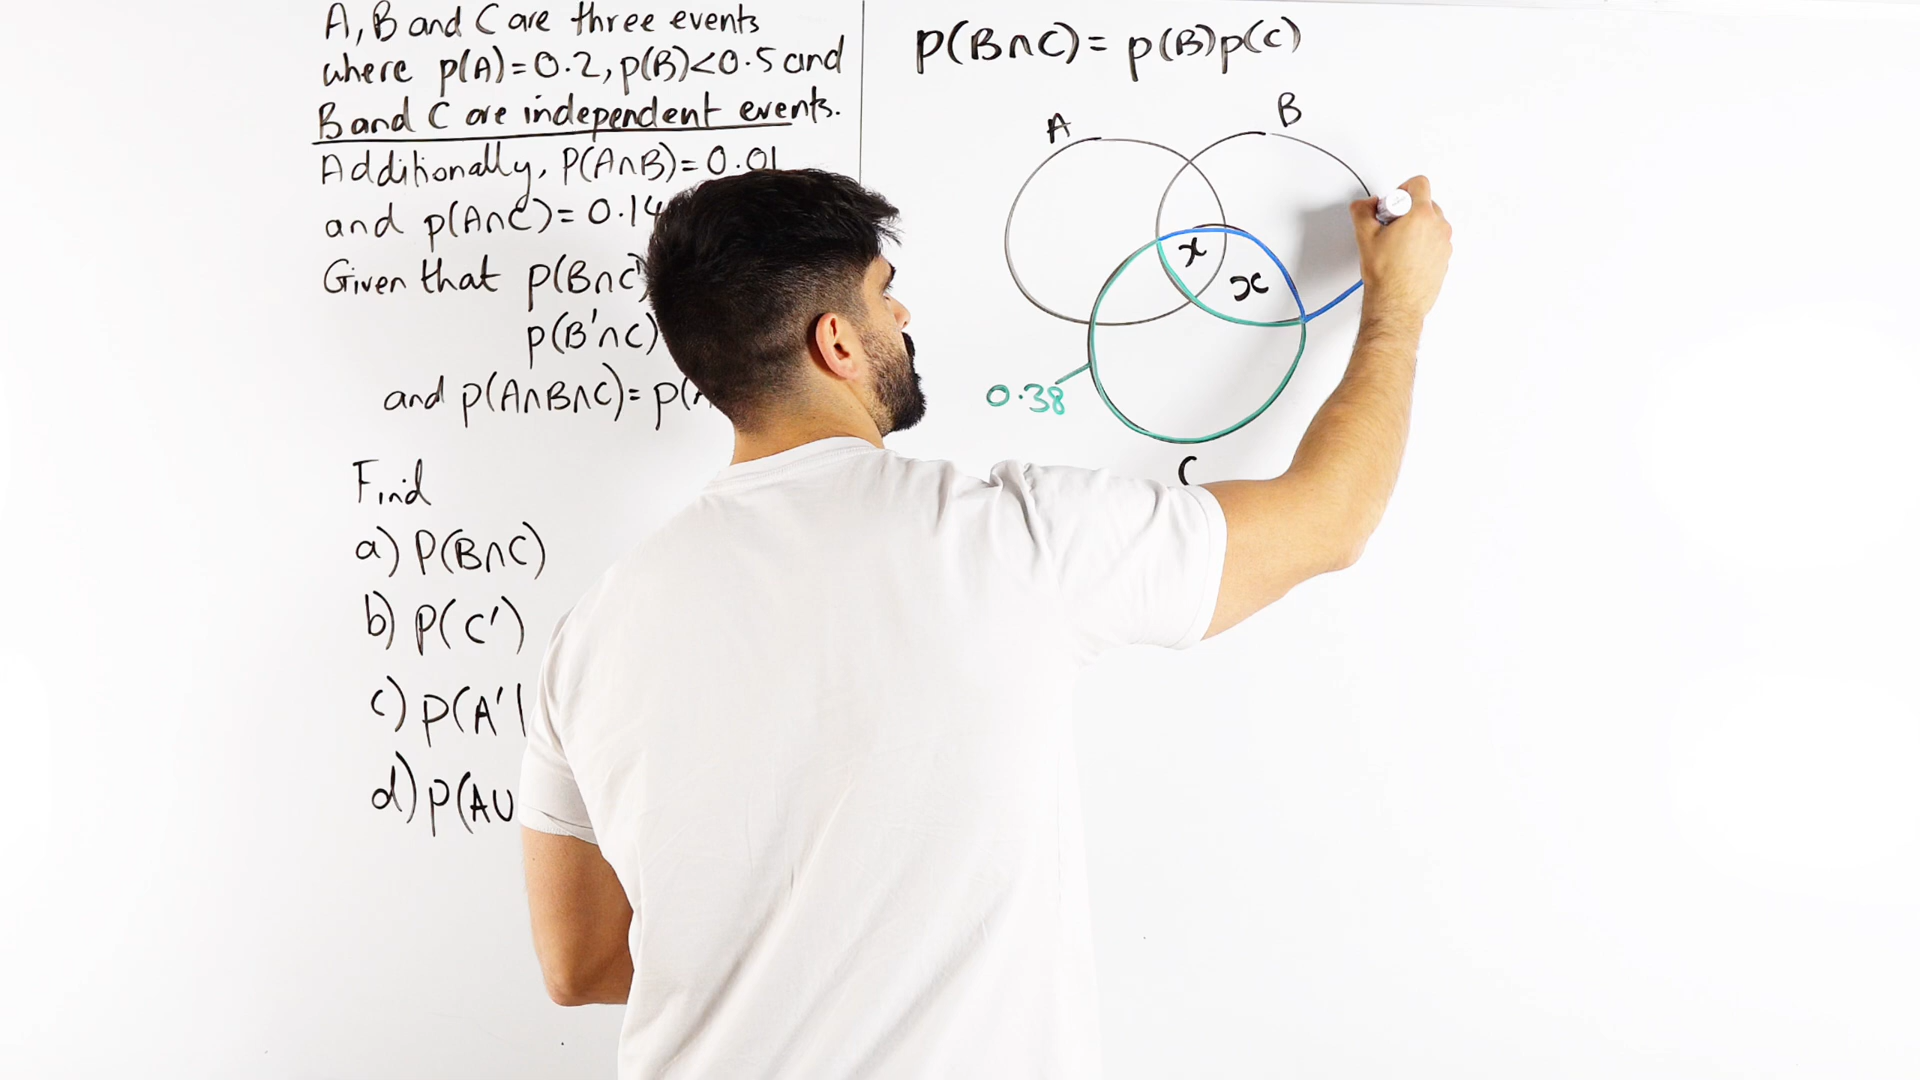 A, B and C are three events
where p(A)=0.2, p(B)<0.5 and
B and C are independent events.
Additionally, P(A∩B)=0.01
and p(A∩C)=0.14
Given that p(B∩C)
p(B'∩C)
and p(A∩B∩C)=p(
Find
a) P(B∩C)
b) P(C')
c) P(A'|
d) P(AU
p(B∩C)= p(B)p(C)
A
B
x
x
0.38
C